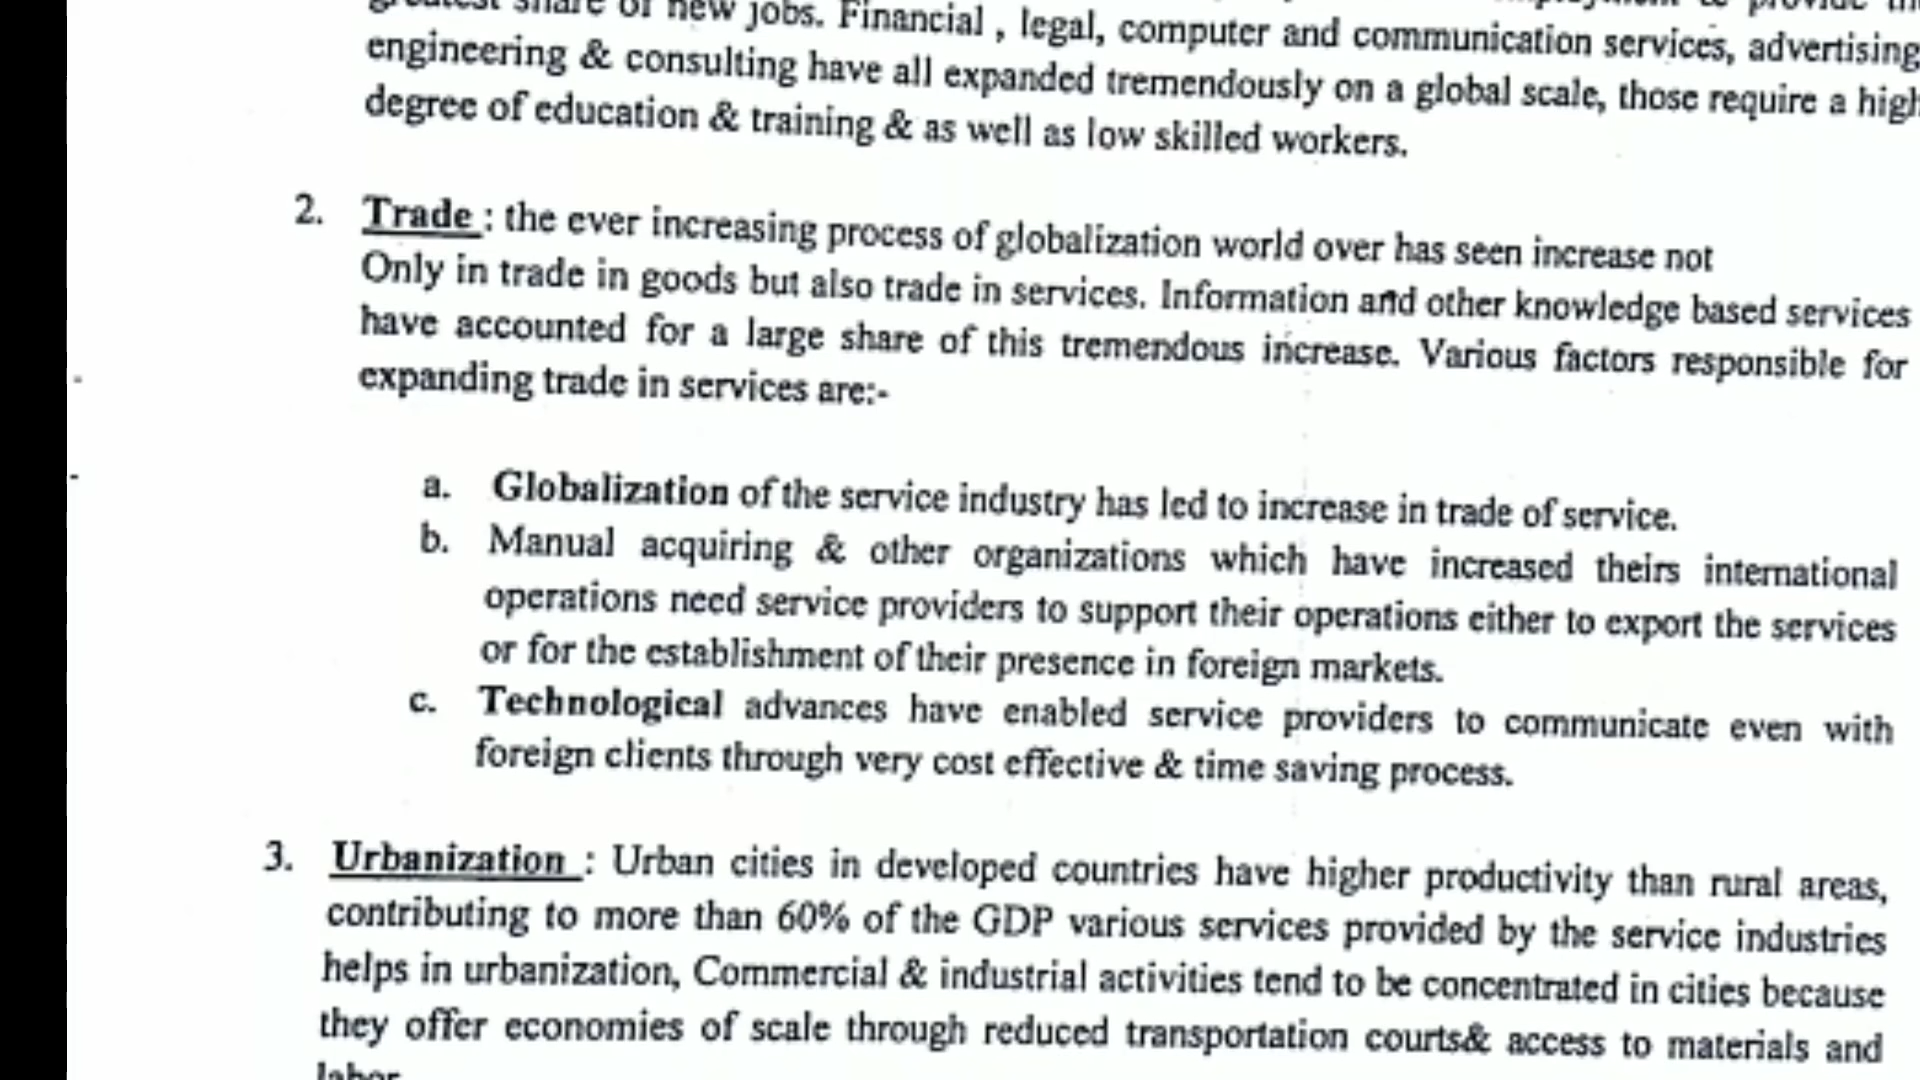 greatest share of new jobs. Financial , legal, computer and communication services, advertising
engineering & consulting have all expanded tremendously on a global scale, those require a high
degree of education & training & as well as low skilled workers.
2. Trade : the ever increasing process of globalization world over has seen increase not
Only in trade in goods but also trade in services. Information and other knowledge based services
have accounted for a large share of this tremendous increase. Various factors responsible for
expanding trade in services are:-
a. Globalization of the service industry has led to increase in trade of service.
b. Manual acquiring & other organizations which have increased theirs international
operations need service providers to support their operations either to export the services
or for the establishment of their presence in foreign markets.
c. Technological advances have enabled service providers to communicate even with
foreign clients through very cost effective & time saving process.
3. Urbanization : Urban cities in developed countries have higher productivity than rural areas,
contributing to more than 60% of the GDP various services provided by the service industries
helps in urbanization, Commercial & industrial activities tend to be concentrated in cities because
they offer economies of scale through reduced transportation courts& access to materials and
labor